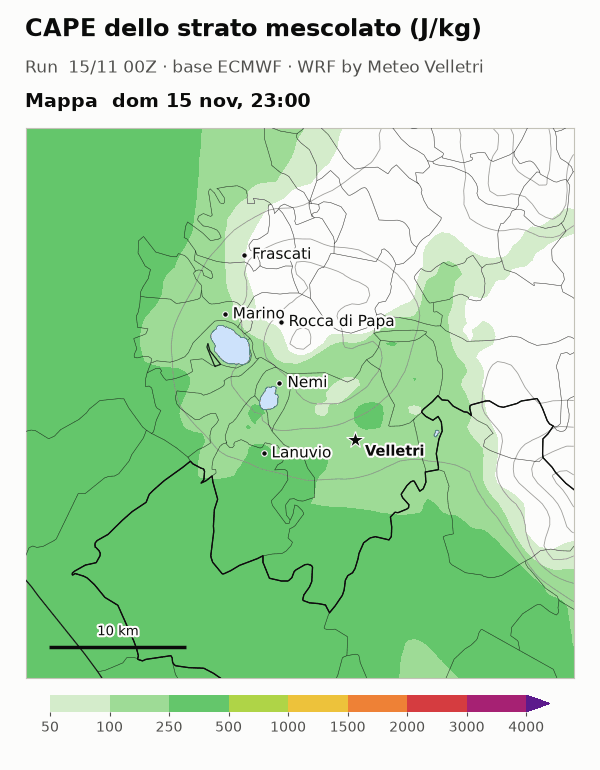 CAPE dello strato mescolato (J/kg)
Run 15/11 00Z · base ECMWF · WRF by Meteo Velletri
Mappa dom 15 nov, 23:00
Frascati
Marino
Rocca di Papa
Nemi
Velletri
Lanuvio
10 km
50 100 250 500 1000 1500 2000 3000 4000